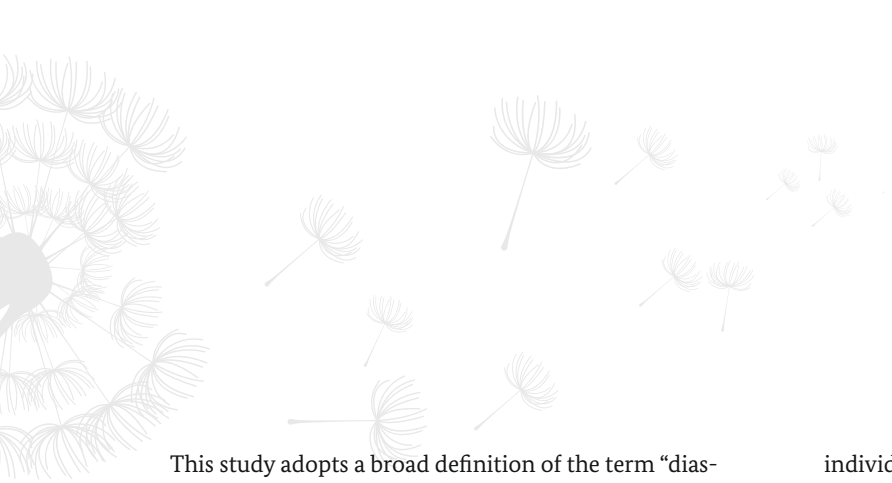 This study adopts a broad definition of the term “dias-